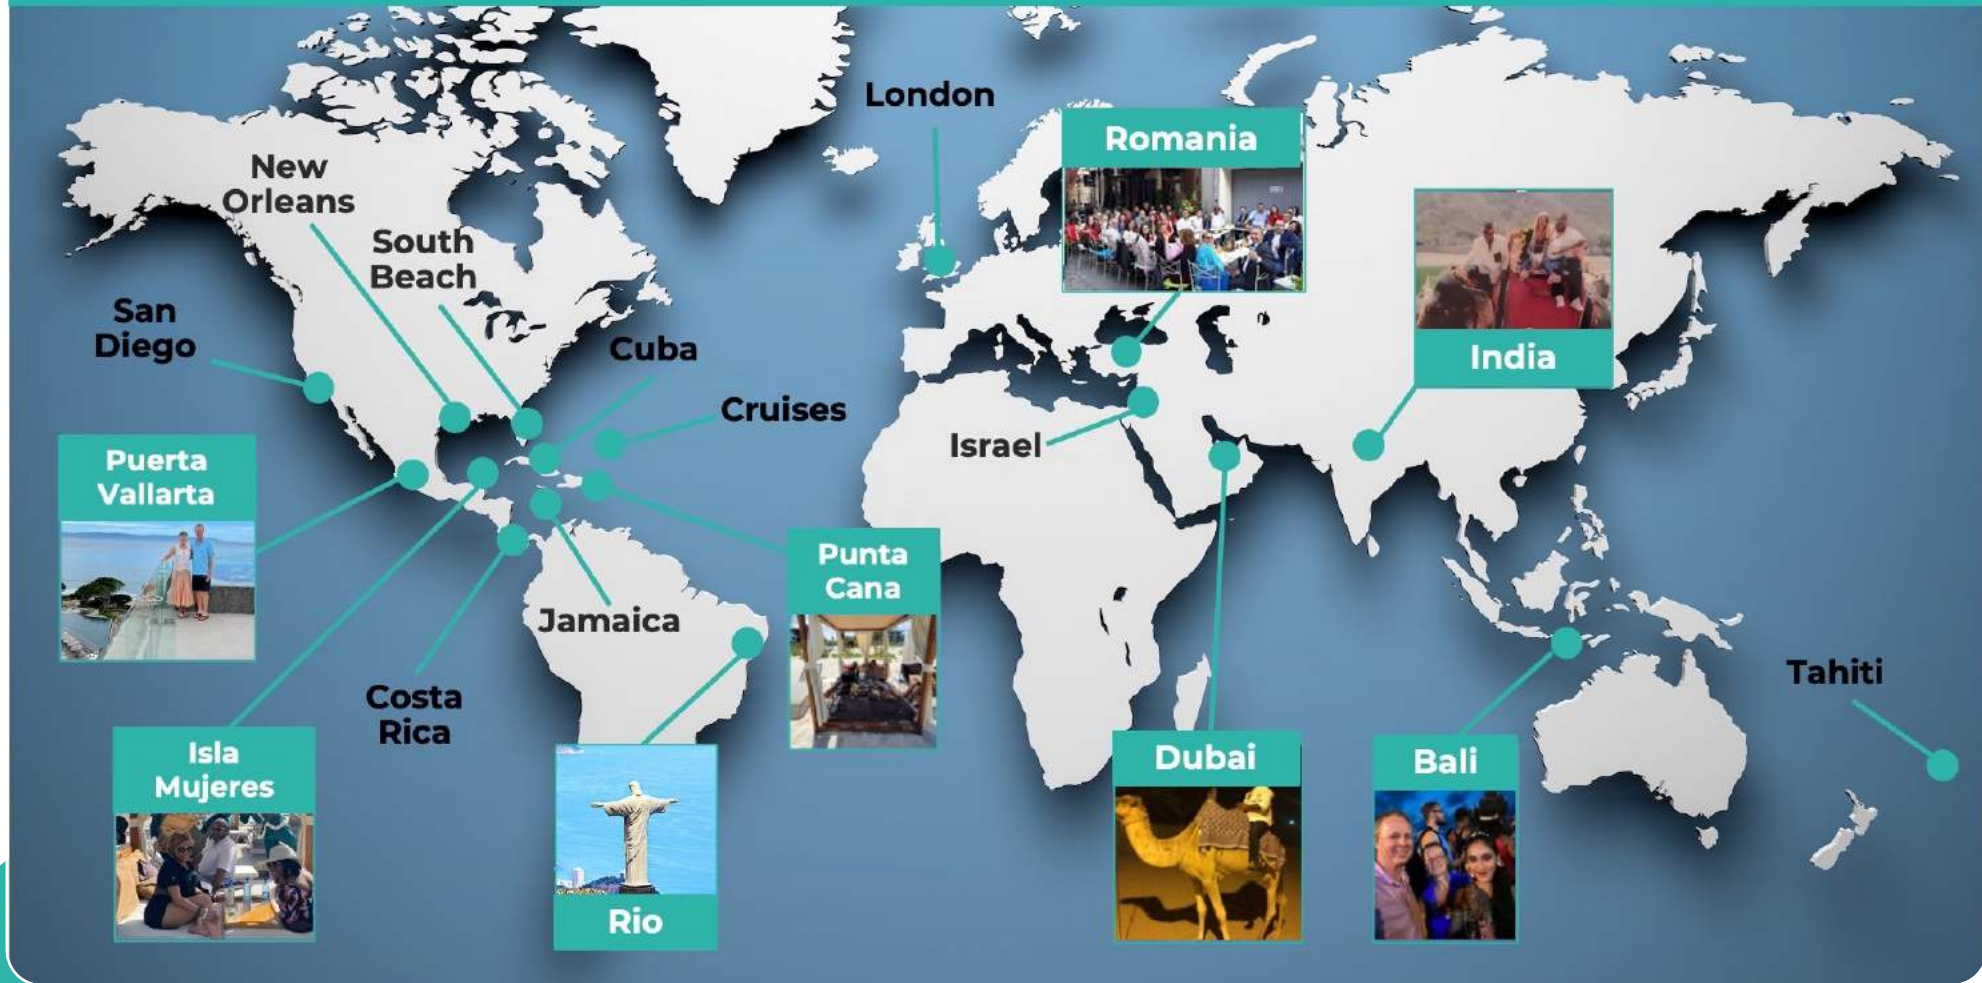 London
Romania
New
Orleans
South
Beach
San
Diego
Cuba
India
Cruises
Israel
Puerta
Vallarta
Punta
Cana
Jamaica
Costa
Rica
Tahiti
Isla
Mujeres
Dubai
Bali
Rio